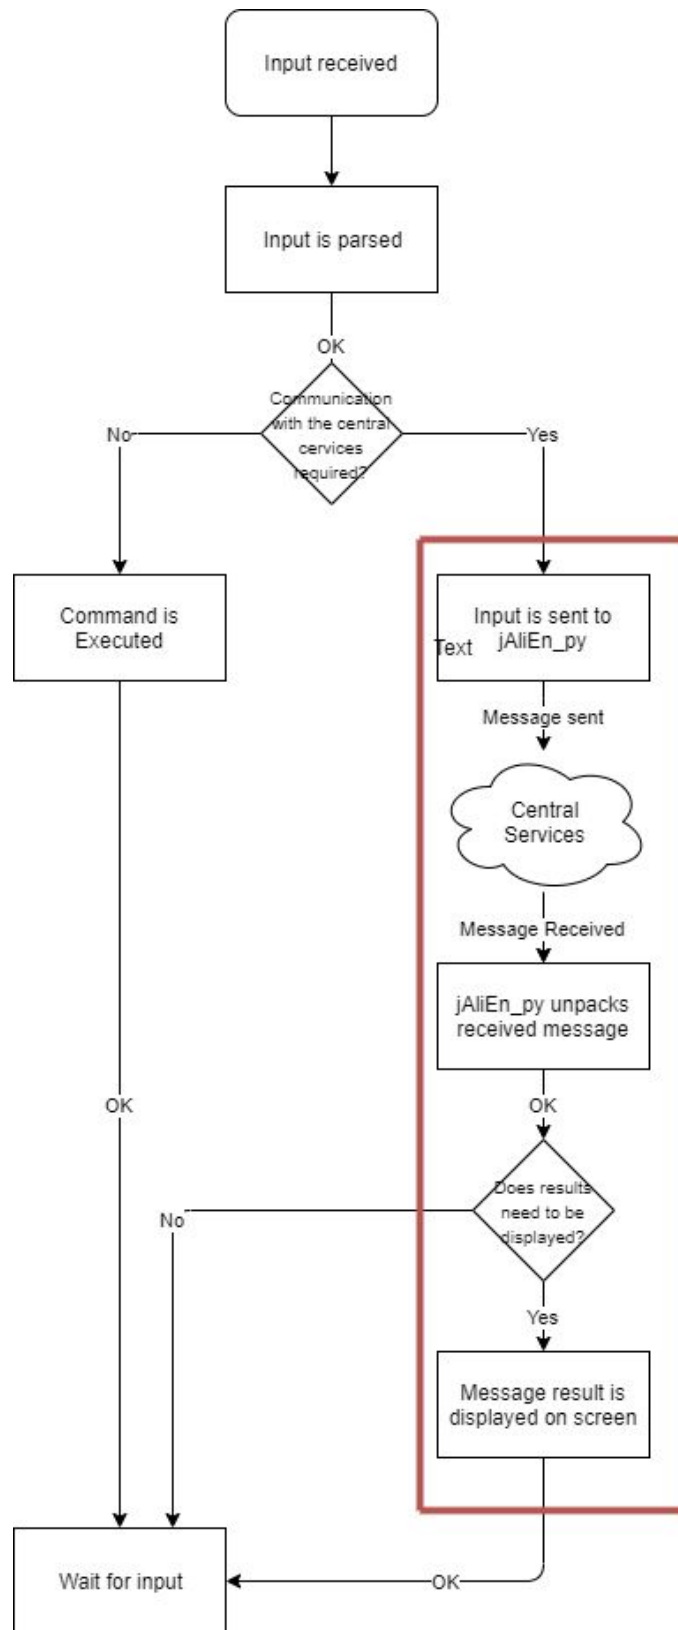 Input received
Input is parsed
OK
Communication
with the central
cervices
required?
No
Yes
Command is
Executed
Input is sent to
jAliEn_py
Text
Message sent
Central
Services
Message Received
jAliEn_py unpacks
received message
OK
OK
Does results
need to be
displayed?
No
Yes
Message result is
displayed on screen
Wait for input
OK